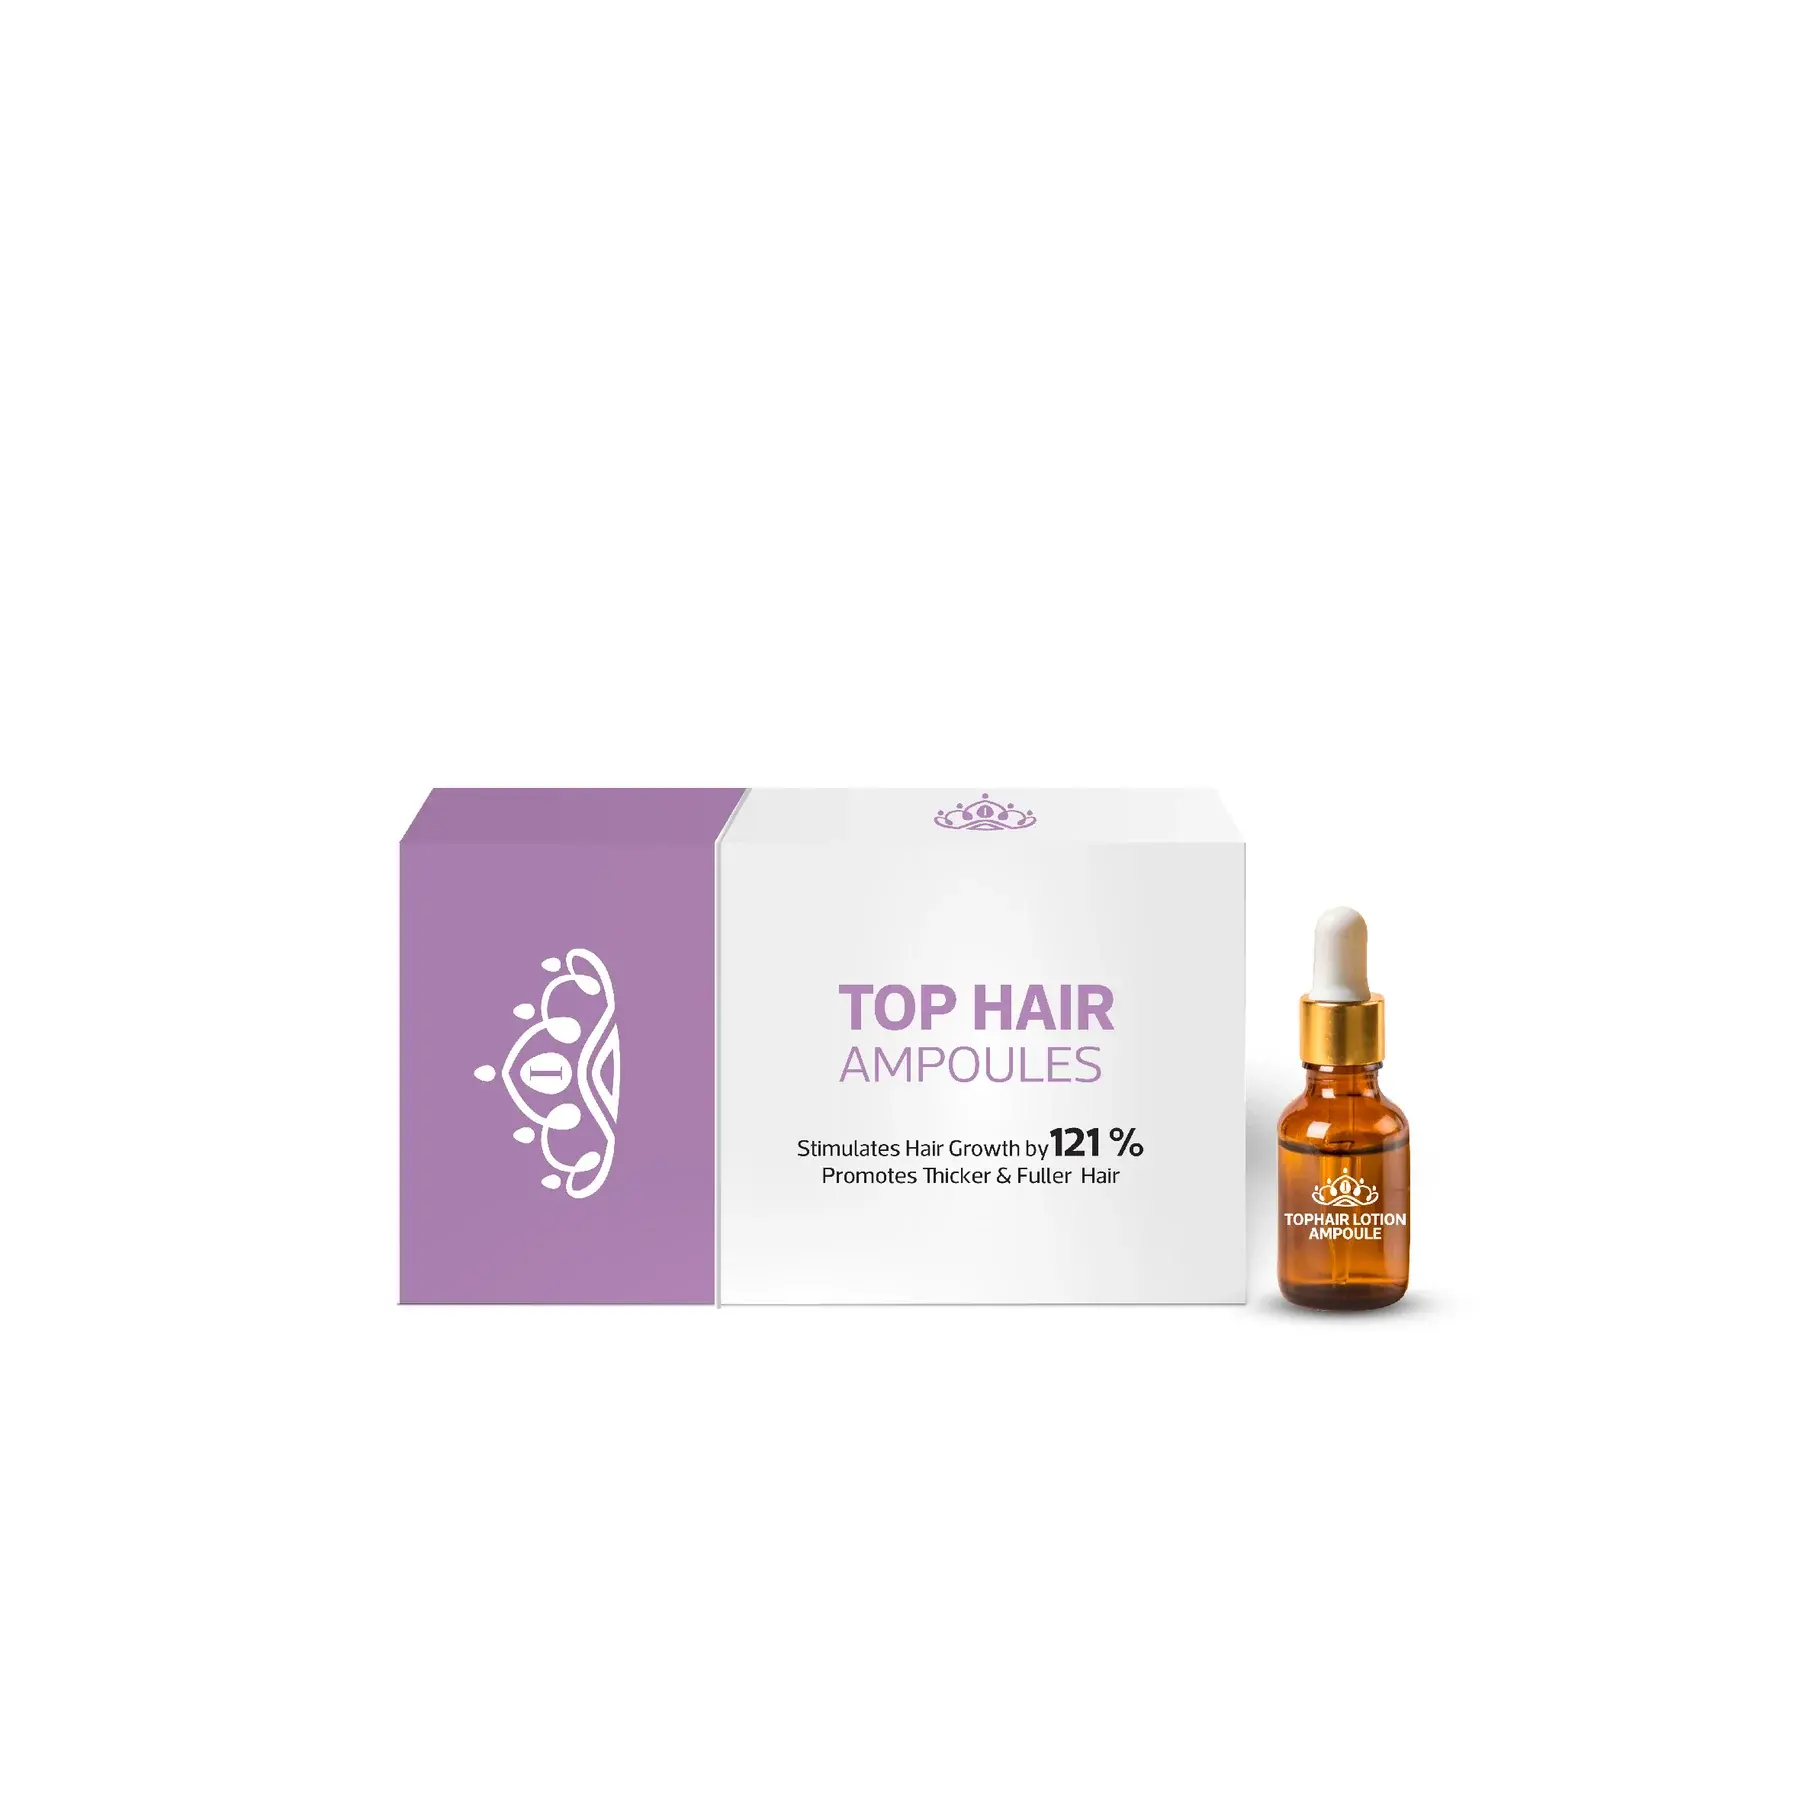 TOP HAIR
AMPOULES
Stimulates Hair Growth by 121 %
Promotes Thicker & Fuller Hair
I
I
TOPHAIR LOTION
AMPOULE
I